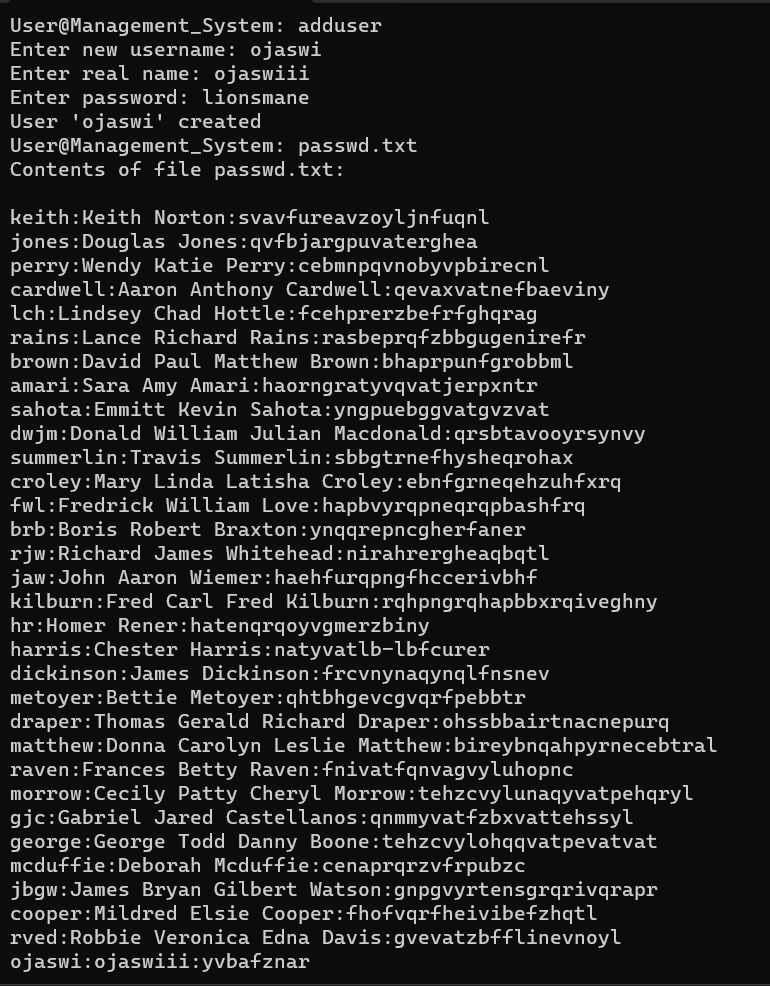 User@Management_System: adduser
Enter new username: ojaswi
Enter real name: ojaswiii
Enter password: lionsmane
User 'ojaswi' created
User@Management_System: passwd.txt
Contents of file passwd.txt:
keith:Keith Norton:svavfureavzoyljnfuqnl
jones:Douglas Jones:qvfbjargpuvaterghea
perry:Wendy Katie Perry:cebmnpqvnobyvpbirecnl
cardwell:Aaron Anthony Cardwell:qevaxvatnefbaeviny
lch:Lindsey Chad Hottle:fcehprerzbefrfghqrag
rains:Lance Richard Rains:rasbeprqfzbbgugenirefr
brown:David Paul Matthew Brown:bhaprpunfgrobbml
amari:Sara Amy Amari:haorngratyvqvatjerpxntr
sahota:Emmitt Kevin Sahota:yngpuebggvatgvzvat
dwjm:Donald William Julian Macdonald:qrsbtavooyrsynvy
summerlin:Travis Summerlin:sbbgtrnefhysheqrohax
croley:Mary Linda Latisha Croley:ebnfgrneqehzuhfxrq
fwl:Fredrick William Love:hapbvyrqpneqrqpbashfrq
brb:Boris Robert Braxton:ynqqrepncgherfaner
rjw:Richard James Whitehead:nirahrergheaqbqtl
jaw:John Aaron Wiemer:haehfurqpngfhccerivbhf
kilburn:Fred Carl Fred Kilburn:rqhpngrqhapbbxrqiveghny
hr:Homer Rener:hatenqrqoyvgmerzbiny
harris:Chester Harris:natyvatlb-lbfcurer
dickinson:James Dickinson:frcvnynaqynqlfnsnev
metoyer:Bettie Metoyer:qhtbhgevcgvqrfpebbtr
draper:Thomas Gerald Richard Draper:ohssbbairtnacnepurq
matthew:Donna Carolyn Leslie Matthew:bireybnqahpyrnecebtral
raven:Frances Betty Raven:fnivatfqnvagvyluhopnc
morrow:Cecily Patty Cheryl Morrow:tehzcvylunaqyvatpehqryl
gjc:Gabriel Jared Castellanos:qnmmyvatfzbxvattehssyl
george:George Todd Danny Boone:tehzcvylohqqvatpevatvat
mcduffie:Deborah Mcduffie:cenaprqrzvfrpubzc
jbgw:James Bryan Gilbert Watson:gnpgvyrtensgrqrivqrapr
cooper:Mildred Elsie Cooper:fhofvqrfheivibefzhqtl
rved:Robbie Veronica Edna Davis:gvevatzbfflinevnoyl
ojaswi:ojaswiii:yvbafznar